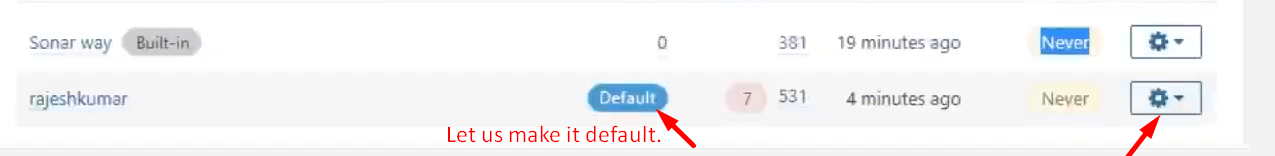 Sonar way Built-in 0 381 19 minutes ago Never
rajeshkumar Default 7 531 4 minutes ago Never
Let us make it default.